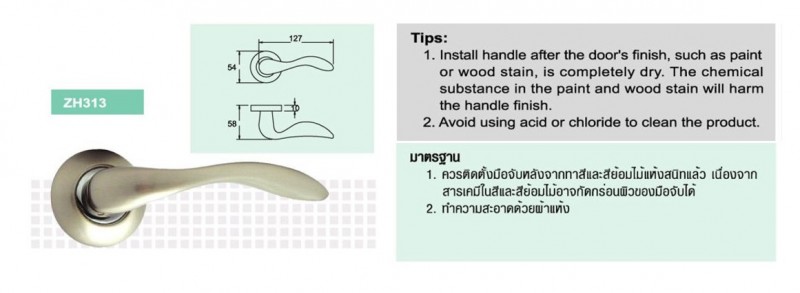 ZH313
127
54
58
Tips:
1. Install handle after the door's finish, such as paint
or wood stain, is completely dry. The chemical
substance in the paint and wood stain will harm
the handle finish.
2. Avoid using acid or chloride to clean the product.
มาตรฐาน
1. ควรติดตั้งมือจับหลังจากทาสีและสีย้อมไม้แห้งสนิทแล้ว เนื่องจาก
สารเคมีในสีและสีย้อมไม้อาจกัดกร่อนผิวของมือจับได้
2. ทำความสะอาดด้วยผ้าแห้ง